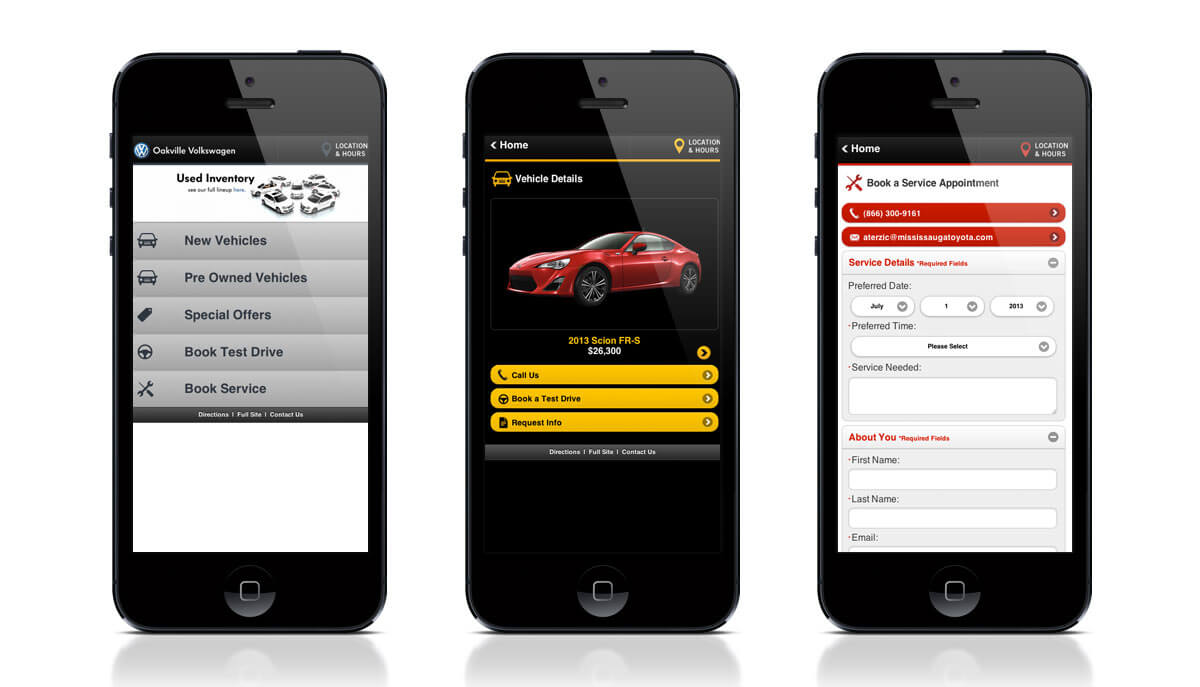 Oakville Volkswagen
LOCATION
& HOURS
Used Inventory
see our full lineup here.
New Vehicles
Pre Owned Vehicles
Special Offers
Book Test Drive
Book Service
Directions | Full Site | Contact Us
Home
LOCATION
& HOURS
Vehicle Details
2013 Scion FR-S
$26,300
Call Us
Book a Test Drive
Request Info
Directions | Full Site | Contact Us
Home
LOCATION
& HOURS
Book a Service Appointment
(866) 300-9161
aterzic@mississaugatoyota.com
Service Details *Required Fields
Preferred Date:
July 1 2013
*Preferred Time:
Please Select
*Service Needed:
About You *Required Fields
*First Name:
*Last Name:
*Email: